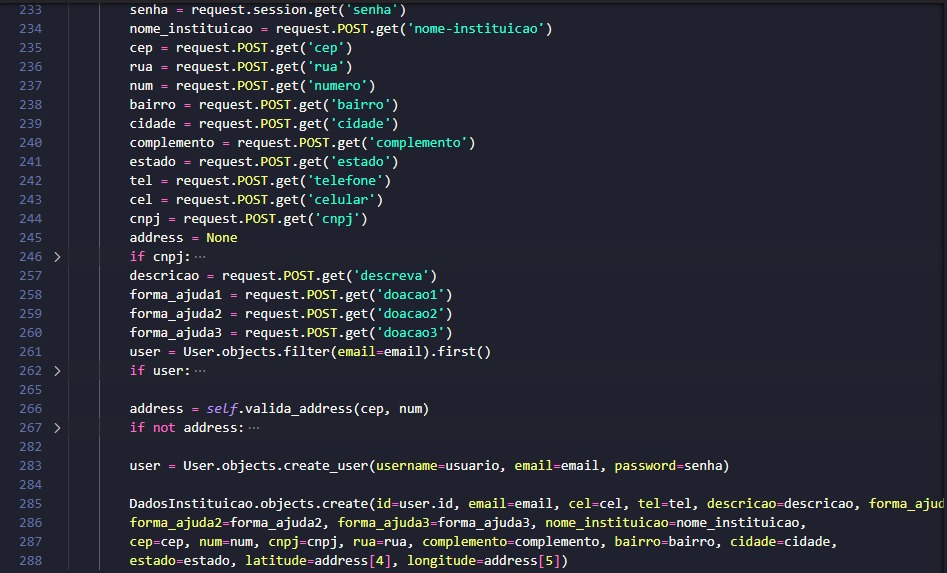 233 senha = request.session.get('senha')
234 nome_instituicao = request.POST.get('nome-instituicao')
235 cep = request.POST.get('cep')
236 rua = request.POST.get('rua')
237 num = request.POST.get('numero')
238 bairro = request.POST.get('bairro')
239 cidade = request.POST.get('cidade')
240 complemento = request.POST.get('complemento')
241 estado = request.POST.get('estado')
242 tel = request.POST.get('telefone')
243 cel = request.POST.get('celular')
244 cnpj = request.POST.get('cnpj')
245 address = None
246 if cnpj:…
257 descricao = request.POST.get('descreva')
258 forma_ajuda1 = request.POST.get('doacao1')
259 forma_ajuda2 = request.POST.get('doacao2')
260 forma_ajuda3 = request.POST.get('doacao3')
261 user = User.objects.filter(email=email).first()
262 if user:…
265
266 address = self.valida_address(cep, num)
267 if not address:…
282
283 user = User.objects.create_user(username=usuario, email=email, password=senha)
284
285 DadosInstituicao.objects.create(id=user.id, email=email, cel=cel, tel=tel, descricao=descricao, forma_ajud
286 forma_ajuda2=forma_ajuda2, forma_ajuda3=forma_ajuda3, nome_instituicao=nome_instituicao,
287 cep=cep, num=num, cnpj=cnpj, rua=rua, complemento=complemento, bairro=bairro, cidade=cidade,
288 estado=estado, latitude=address[4], longitude=address[5])